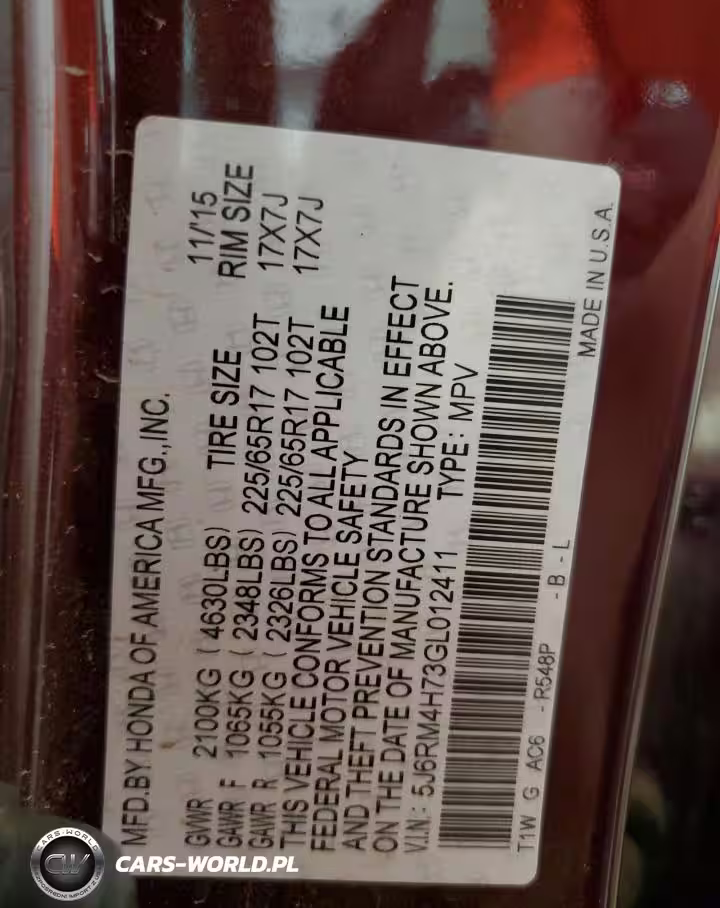 MFD.BY HONDA OF AMERICA MFG.,INC. 11/'15
GVWR 2100KG ( 4630LBS) TIRE SIZE RIM SIZE
GAWR F 1065KG ( 2348LBS) 225/65R17 102T 17X7J
GAWR R 1055KG ( 2326LBS) 225/65R17 102T 17X7J
THIS VEHICLE CONFORMS TO ALL APPLICABLE
FEDERAL MOTOR VEHICLE SAFETY
AND THEFT PREVENTION STANDARDS IN EFFECT
ON THE DATE OF MANUFACTURE SHOWN ABOVE.
V.I.N.: 5J6RM4H73GL012411 TYPE: MPV
T1W G AC6 - R548P - B - L MADE IN U.S.A.
CARS-WORLD
CW
CARS-WORLD.PL